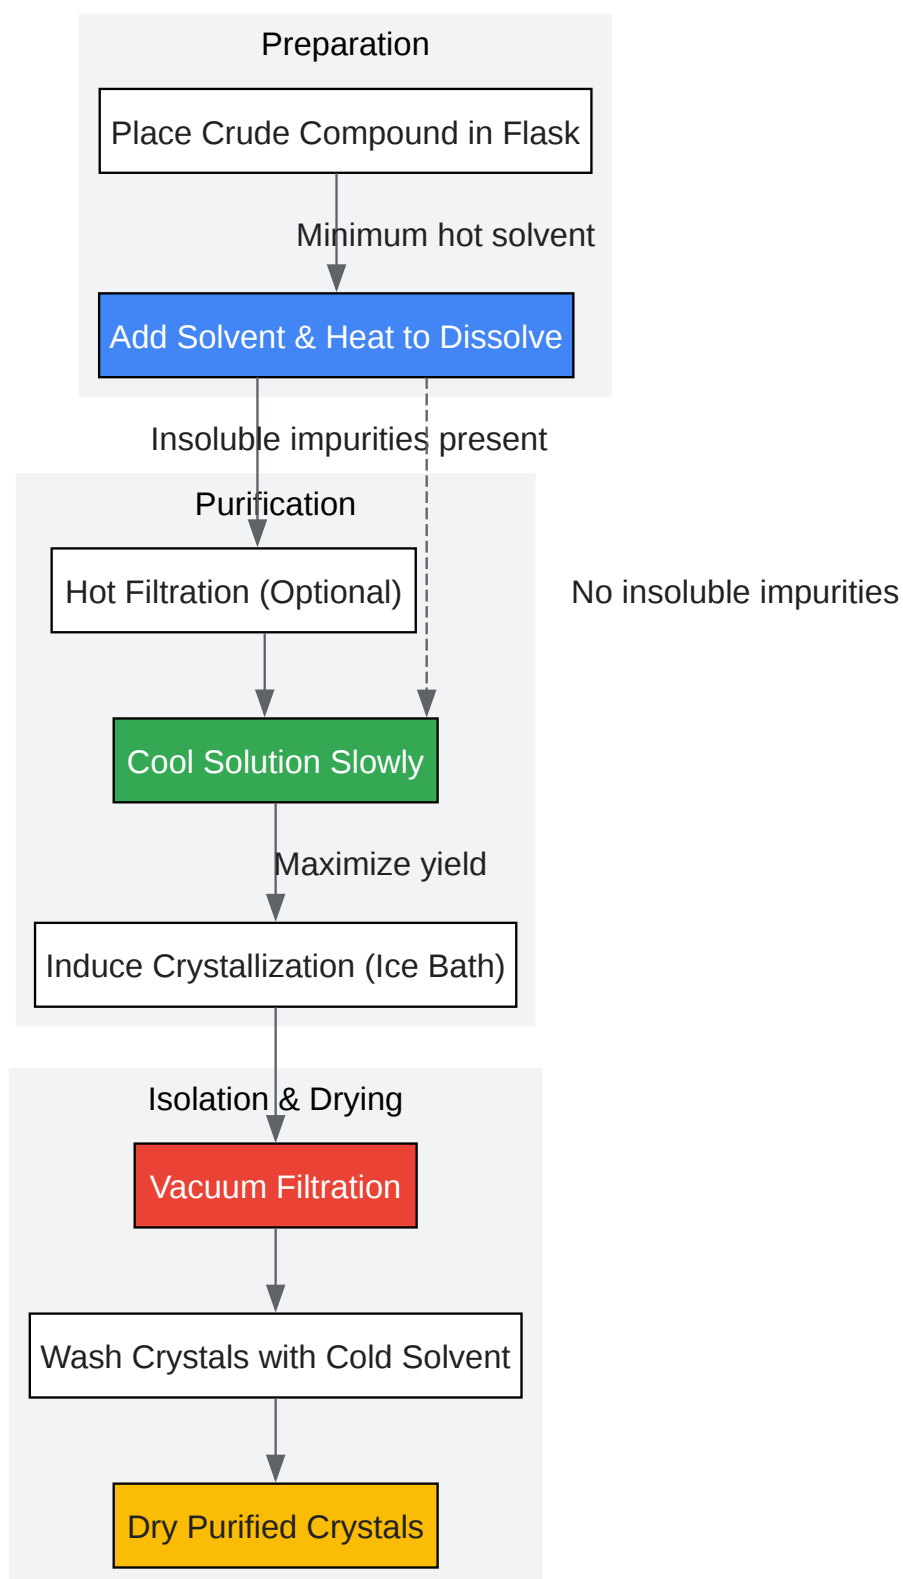 Preparation
Place Crude Compound in Flask
Minimum hot solvent
Add Solvent & Heat to Dissolve
Insoluble impurities present
Purification
Hot Filtration (Optional)
No insoluble impurities
Cool Solution Slowly
Maximize yield
Induce Crystallization (Ice Bath)
Isolation & Drying
Vacuum Filtration
Wash Crystals with Cold Solvent
Dry Purified Crystals